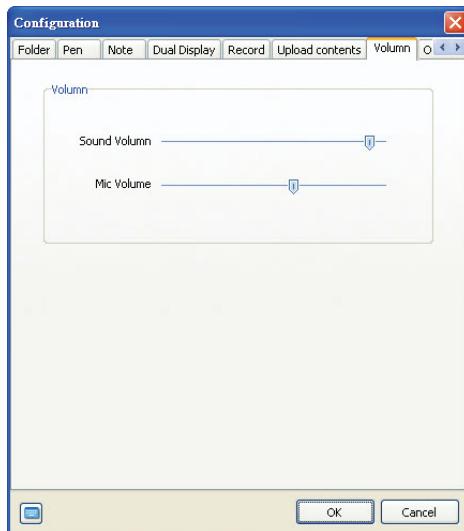 Configuration
Folder Pen Note Dual Display Record Upload contents Volumn O
Volumn
Sound Volumn
Mic Volume
OK Cancel